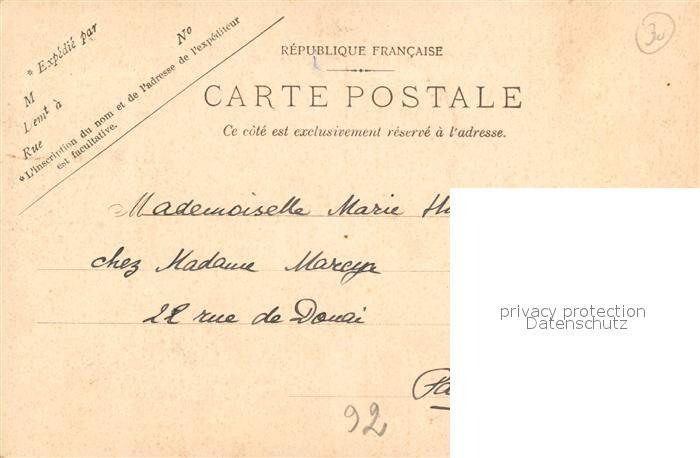 * Expédié par
No
M
Lemt à
Rue
*L'inscription du nom et de l'adresse de l'expéditeur
est facultative.
30
RÉPUBLIQUE FRANÇAISE
CARTE POSTALE
Ce côté est exclusivement réservé à l'adresse.
Mademoiselle Marie
chez Madame
22 rue de Douai
92
privacy protection
Datenschutz